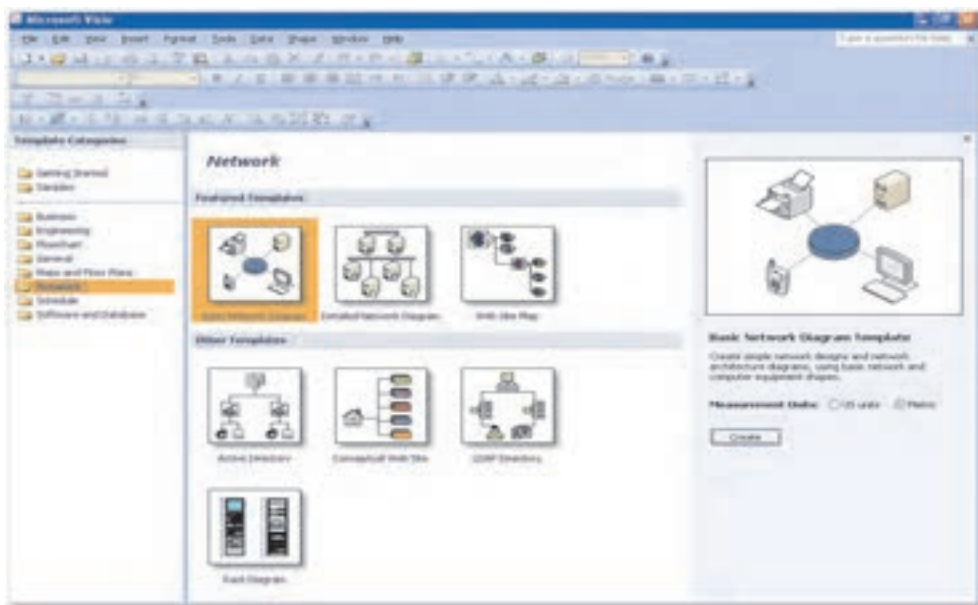 Microsoft Visio
File Edit View Insert Format Tools Data Shape Window Help
Type a question for help
Template Categories
Getting Started
Samples
Business
Engineering
Flowchart
General
Maps and Floor Plans
Network
Schedule
Software and Database
Network
Featured Templates
Basic Network Diagram
Detailed Network Diagram
Web Site Map
Other Templates
Active Directory
Conceptual Web Site
LDAP Directory
Rack Diagram
Basic Network Diagram Template
Create simple network designs and network
architecture diagrams, using basic network and
computer equipment shapes.
Measurement Units: US units Metric
Create